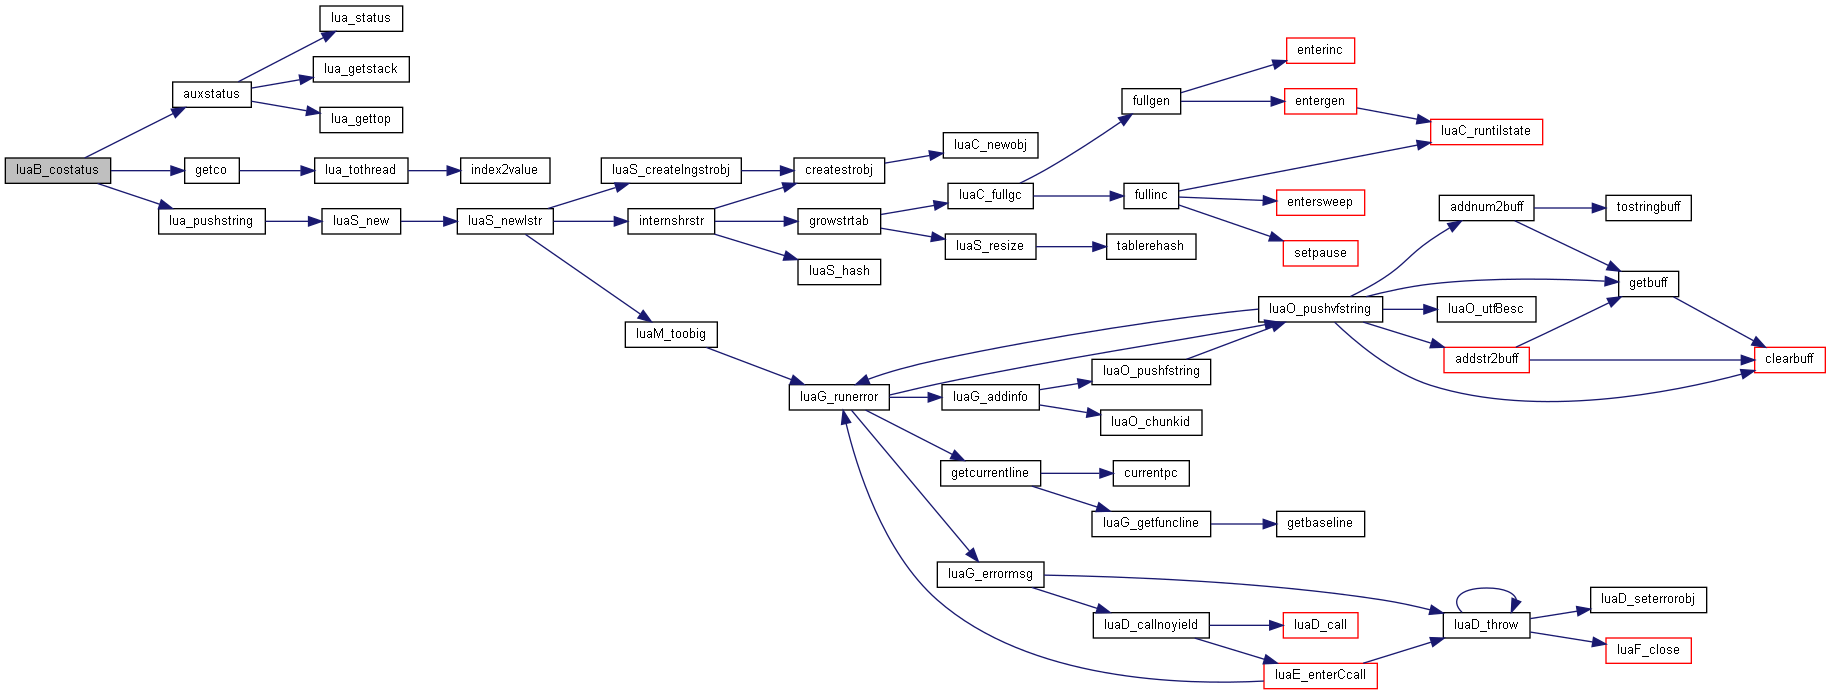 lua_status
enterinc
lua_getstack
auxstatus
fullgen
entergen
lua_gettop
luaC_runtilstate
luaC_newobj
luaB_costatus
getco
lua_tothread
index2value
luaS_createlngstrobj
createstrobj
luaC_fullgc
fullinc
entersweep
addnum2buff
tostringbuff
lua_pushstring
luaS_new
luaS_newlstr
internshrstr
growstrtab
luaS_resize
tablerehash
setpause
luaS_hash
getbuff
luaO_pushvfstring
luaO_utf8esc
luaM_toobig
addstr2buff
clearbuff
luaO_pushfstring
luaG_runerror
luaG_addinfo
luaO_chunkid
getcurrentline
currentpc
luaG_getfuncline
getbaseline
luaG_errormsg
luaD_seterrorobj
luaD_callnoyield
luaD_call
luaD_throw
luaF_close
luaE_enterCcall